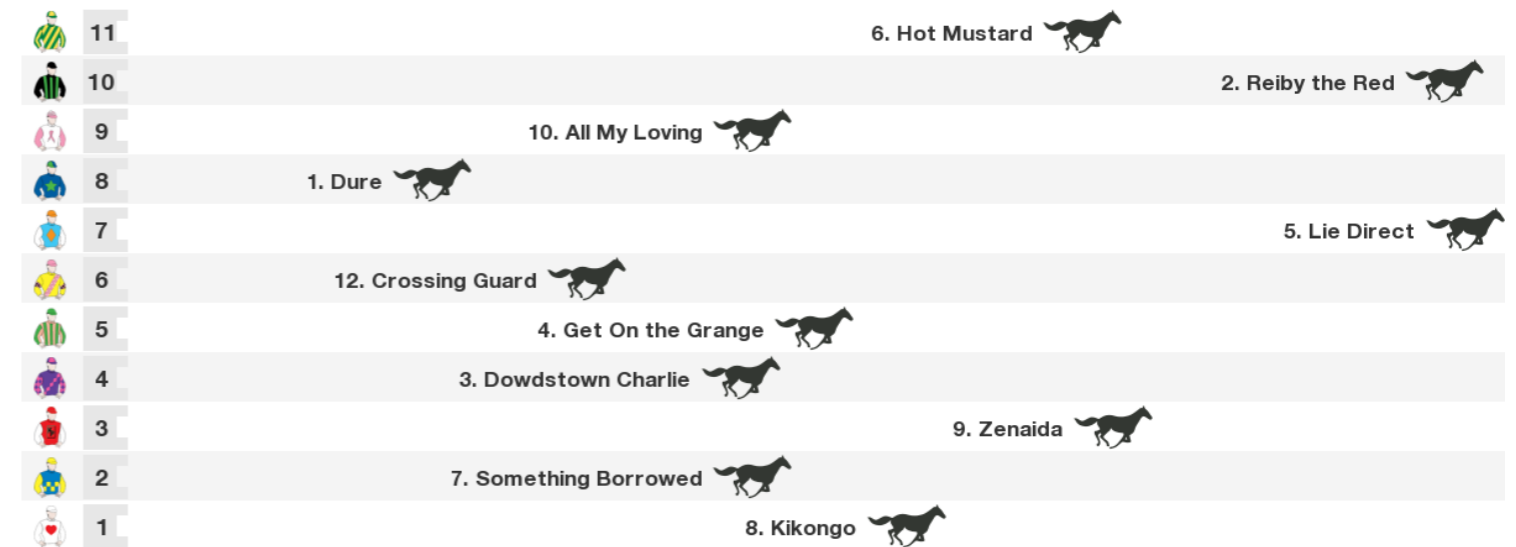 11 6. Hot Mustard
10 2. Reiby the Red
9 10. All My Loving
8 1. Dure
7 5. Lie Direct
6 12. Crossing Guard
5 4. Get On the Grange
4 3. Dowdstown Charlie
3 9. Zenaida
2 7. Something Borrowed
1 8. Kikongo